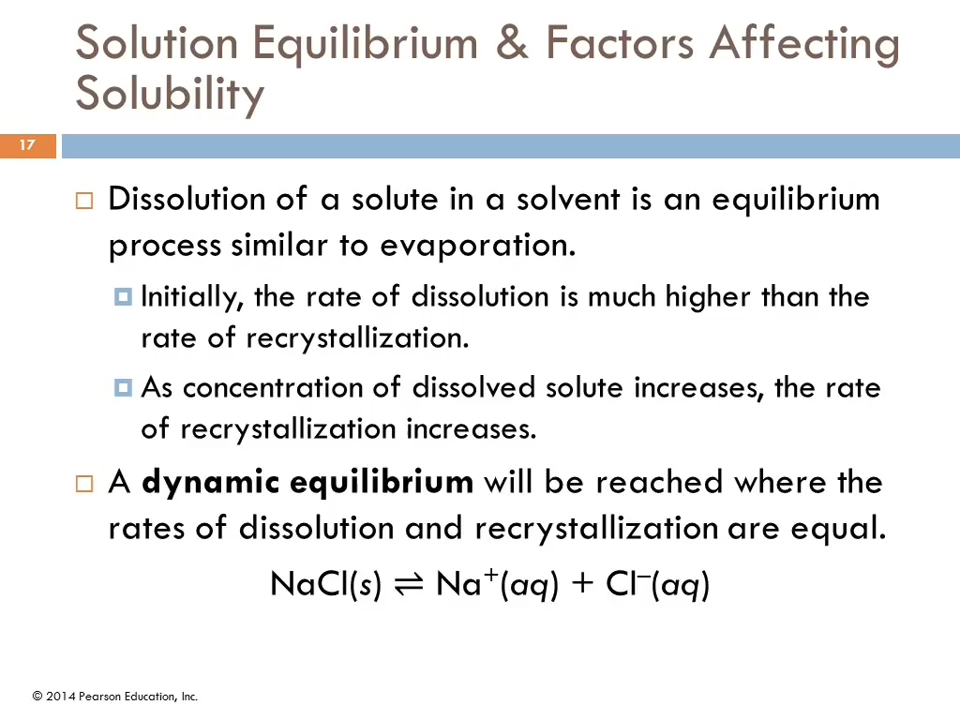 Solution Equilibrium & Factors Affecting
Solubility
17
Dissolution of a solute in a solvent is an equilibrium
process similar to evaporation.
Initially, the rate of dissolution is much higher than the
rate of recrystallization.
As concentration of dissolved solute increases, the rate
of recrystallization increases.
A dynamic equilibrium will be reached where the
rates of dissolution and recrystallization are equal.
NaCl(s) ⇌ Na⁺(aq) + Cl⁻(aq)
© 2014 Pearson Education, Inc.